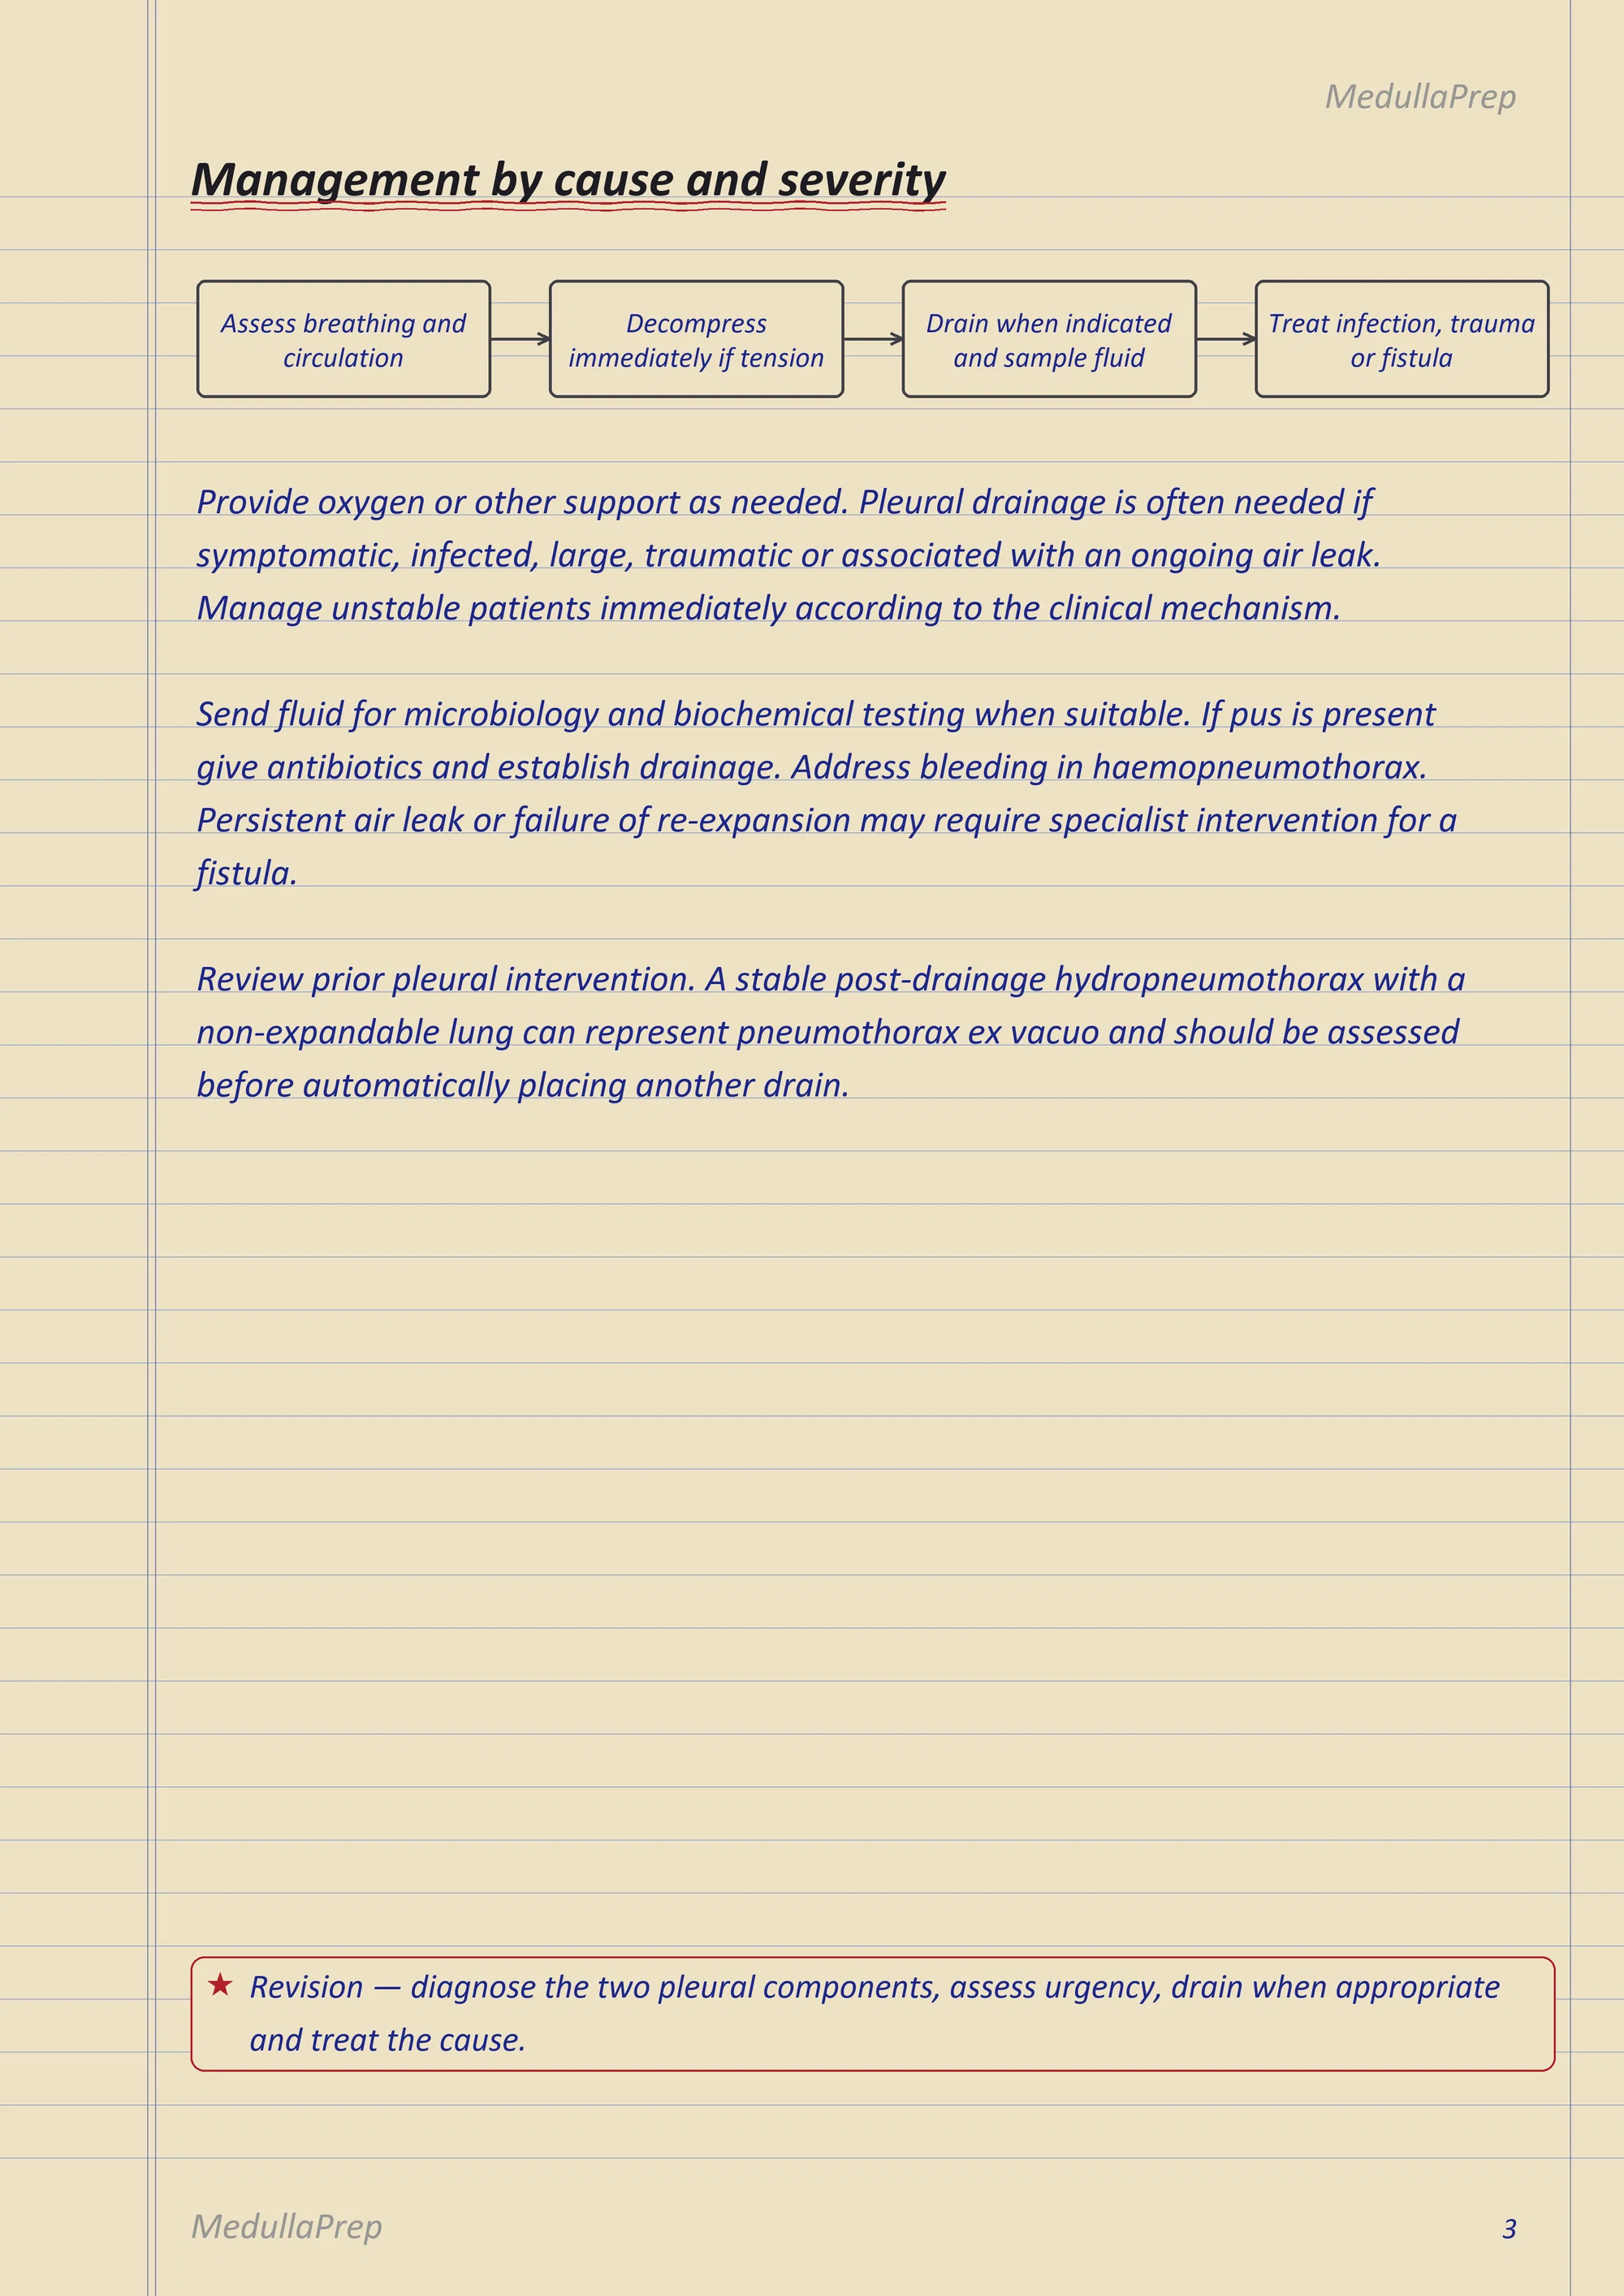 MedullaPrep
Management by cause and severity
Assess breathing and
circulation
Decompress
immediately if tension
Drain when indicated
and sample fluid
Treat infection, trauma
or fistula
Provide oxygen or other support as needed. Pleural drainage is often needed if
symptomatic, infected, large, traumatic or associated with an ongoing air leak.
Manage unstable patients immediately according to the clinical mechanism.
Send fluid for microbiology and biochemical testing when suitable. If pus is present
give antibiotics and establish drainage. Address bleeding in haemopneumothorax.
Persistent air leak or failure of re-expansion may require specialist intervention for a
fistula.
Review prior pleural intervention. A stable post-drainage hydropneumothorax with a
non-expandable lung can represent pneumothorax ex vacuo and should be assessed
before automatically placing another drain.
★ Revision — diagnose the two pleural components, assess urgency, drain when appropriate
and treat the cause.
MedullaPrep
3